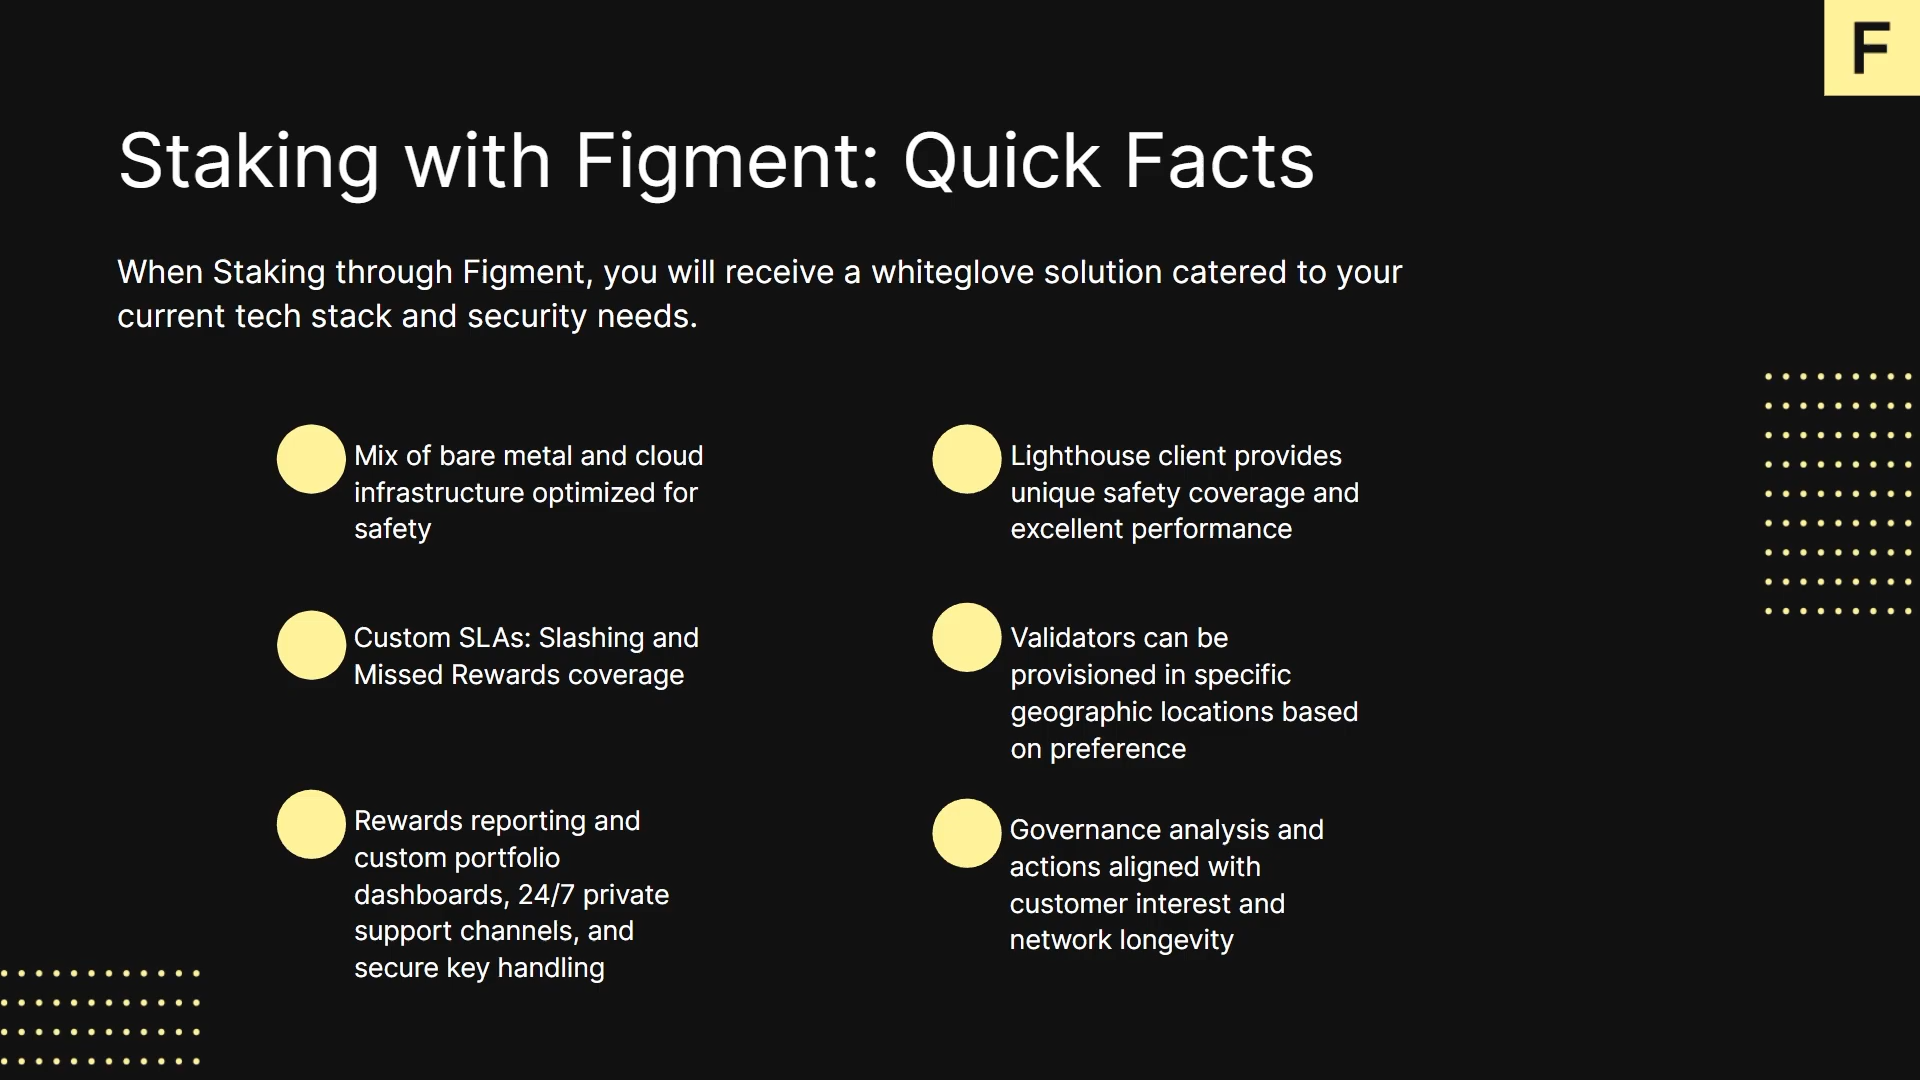 F
Staking with Figment: Quick Facts
When Staking through Figment, you will receive a whiteglove solution catered to your
current tech stack and security needs.
Mix of bare metal and cloud
infrastructure optimized for
safety
Lighthouse client provides
unique safety coverage and
excellent performance
Custom SLAs: Slashing and
Missed Rewards coverage
Validators can be
provisioned in specific
geographic locations based
on preference
Rewards reporting and
custom portfolio
dashboards, 24/7 private
support channels, and
secure key handling
Governance analysis and
actions aligned with
customer interest and
network longevity